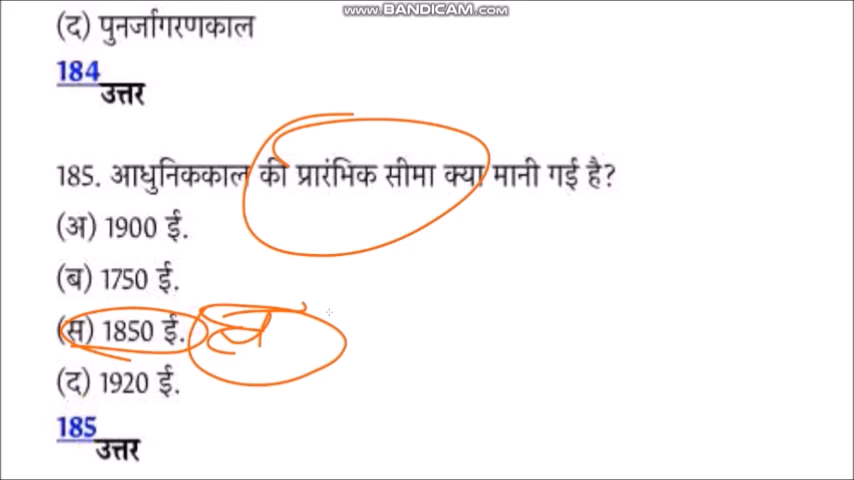 www.BANDICAM.com
(द) पुनर्जागरणकाल
184
उत्तर
185. आधुनिककाल की प्रारंभिक सीमा क्या मानी गई है?
(अ) 1900 ई.
(ब) 1750 ई.
(स) 1850 ई.
(द) 1920 ई.
185
उत्तर